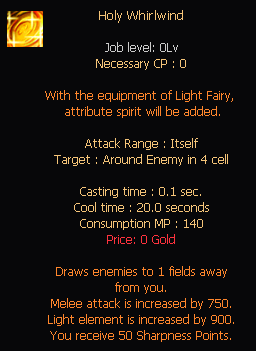 Holy Whirlwind
Job level: 0Lv
Necessary CP : 0
With the equipment of Light Fairy,
attribute spirit will be added.
Attack Range : Itself
Target : Around Enemy in 4 cell
Casting time : 0.1 sec.
Cool time : 20.0 seconds
Consumption MP : 140
Price: 0 Gold
Draws enemies to 1 fields away
from you.
Melee attack is increased by 750.
Light element is increased by 900.
You receive 50 Sharpness Points.